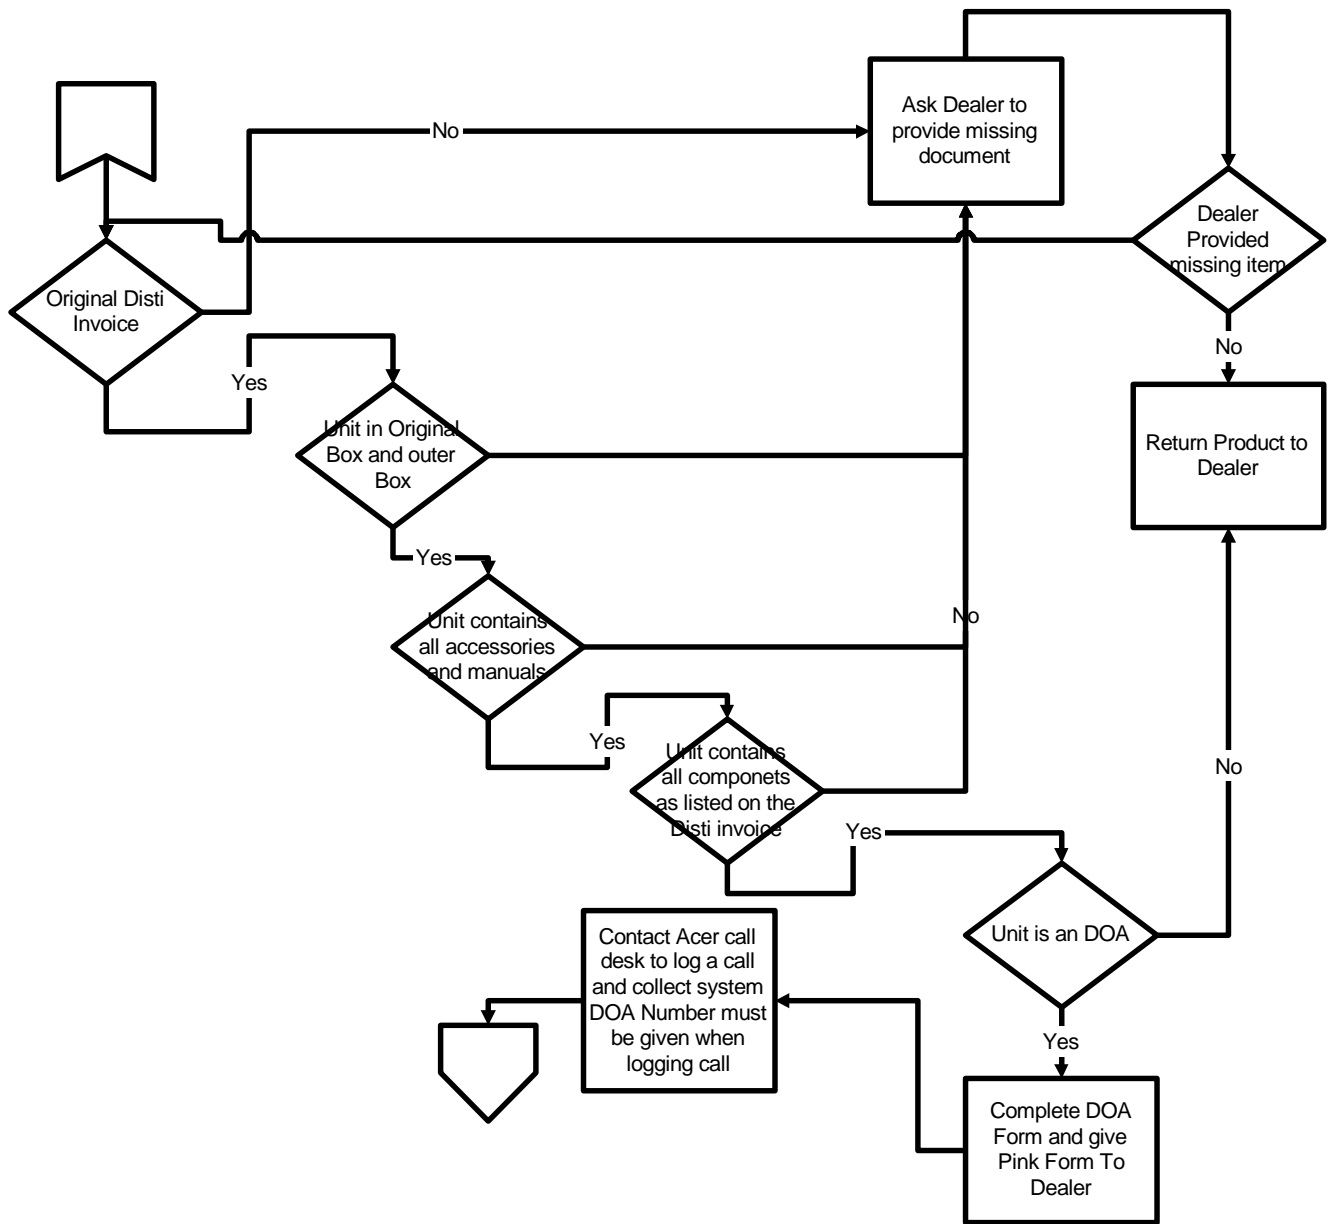 Ask Dealer to
provide missing
document
No
Dealer
Provided
missing item
Original Disti
Invoice
No
Yes
Unit in Original
Box and outer
Box
Return Product to
Dealer
Yes
Unit contains
all accessories
and manuals
No
Yes
Unit contains
all componets
as listed on the
Disti invoice
No
Yes
Unit is an DOA
Contact Acer call
desk to log a call
and collect system
DOA Number must
be given when
logging call
Yes
Complete DOA
Form and give
Pink Form To
Dealer